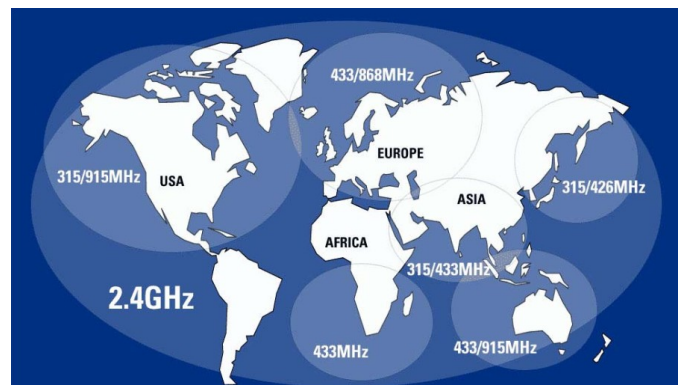 433/868MHz
EUROPE
315/915MHz
USA
315/426MHz
ASIA
AFRICA
315/433MHz
2.4GHz
433MHz
433/915MHz